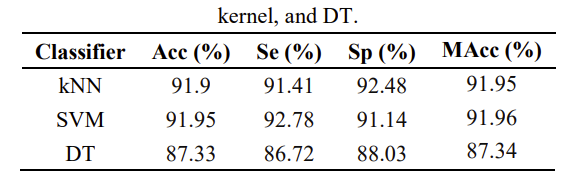 kernel, and DT.
Classifier Acc (%) Se (%) Sp (%) MAcc (%)
kNN 91.9 91.41 92.48 91.95
SVM 91.95 92.78 91.14 91.96
DT 87.33 86.72 88.03 87.34